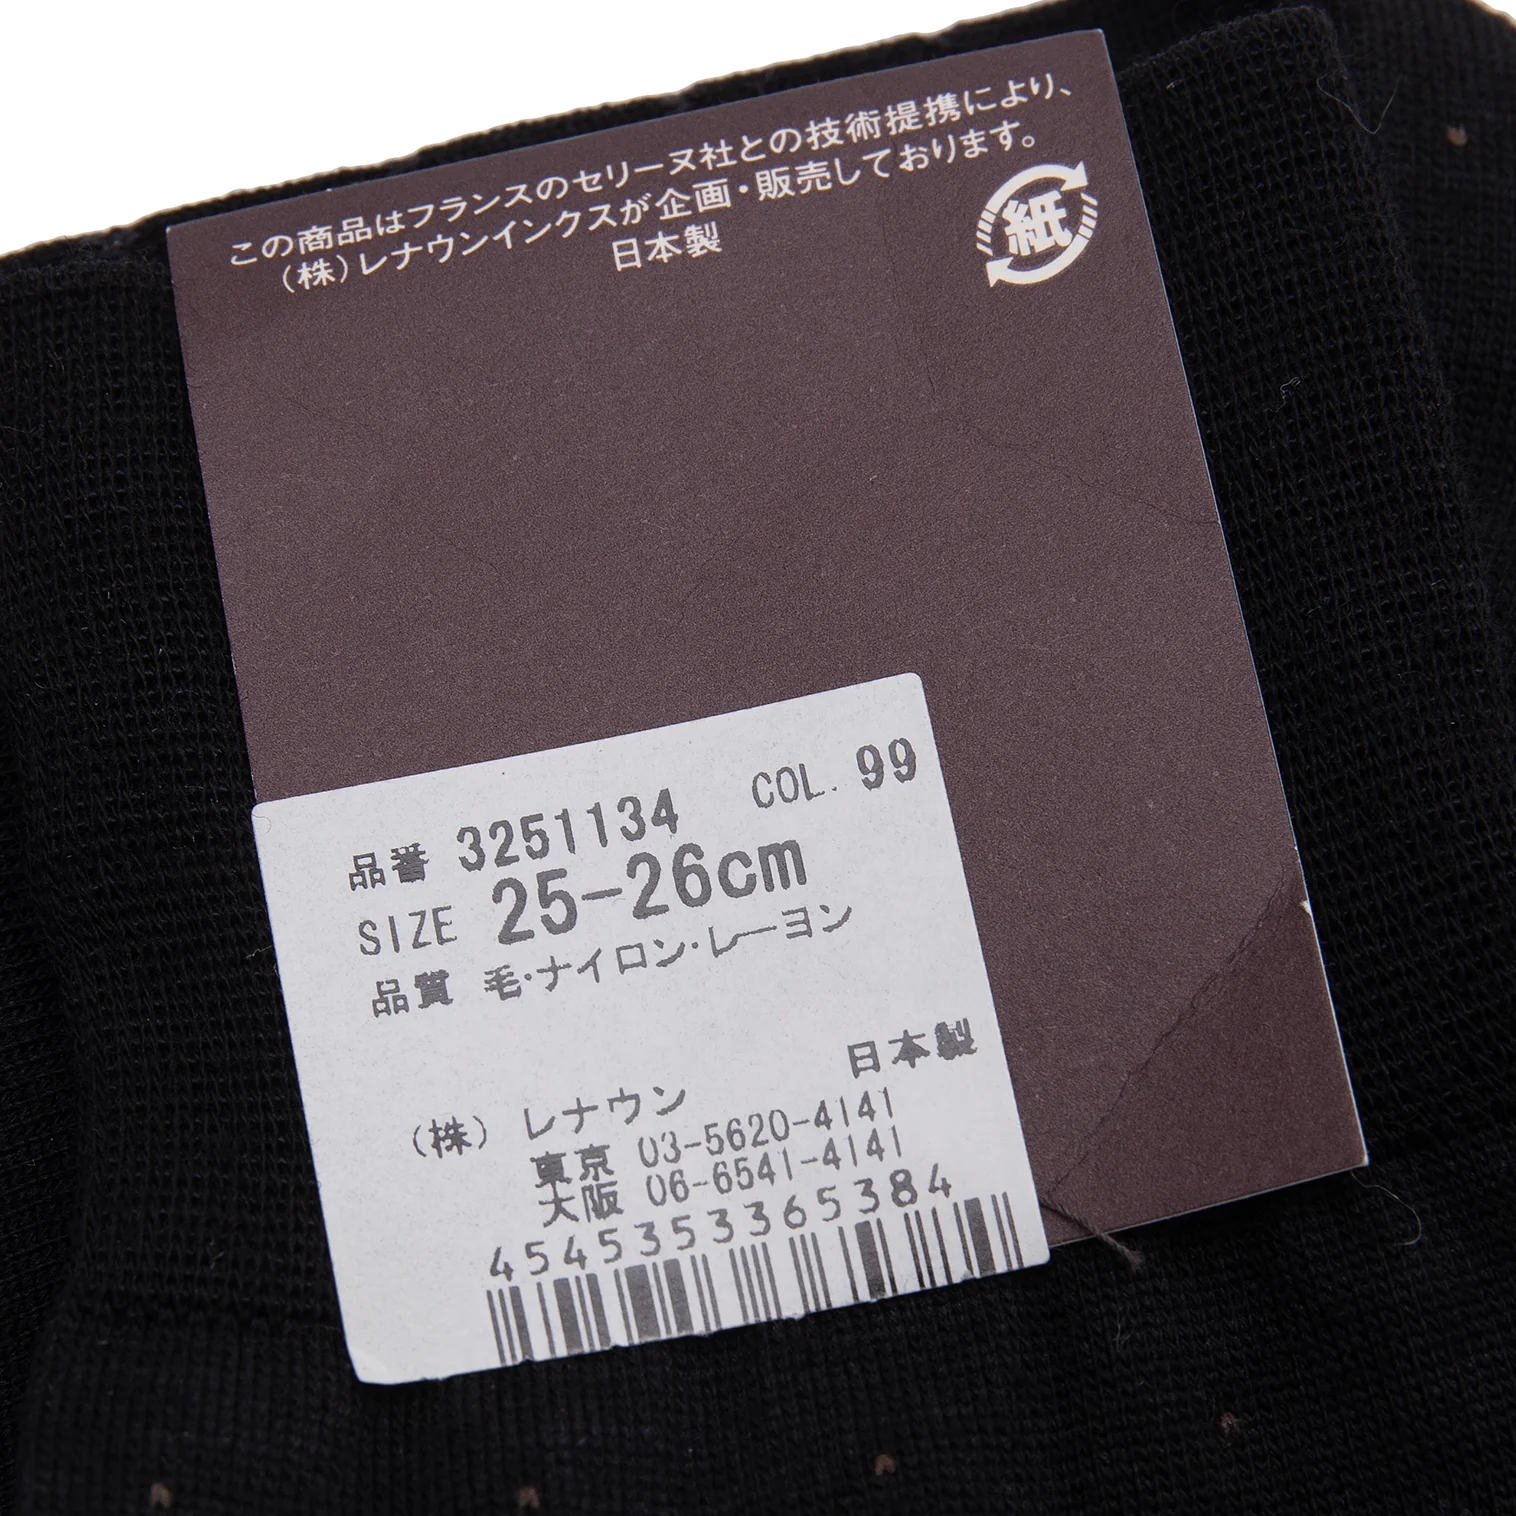 この商品はフランスのセリーヌ社との技術提携により、
(株)レナウンインクスが企画・販売しております。
日本製
紙
品番 3251134 COL. 99
SIZE 25-26cm
品質 毛・ナイロン・レーヨン
日本製
(株) レナウン
東京 03-5620-4141
大阪 06-6541-4141
4545353365384